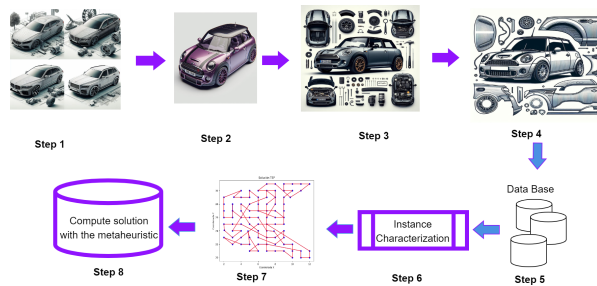 Step 1
Step 2
Step 3
Step 4
Data Base
Step 5
Instance
Characterization
Step 6
Step 7
Compute solution
with the metaheuristic
Step 8